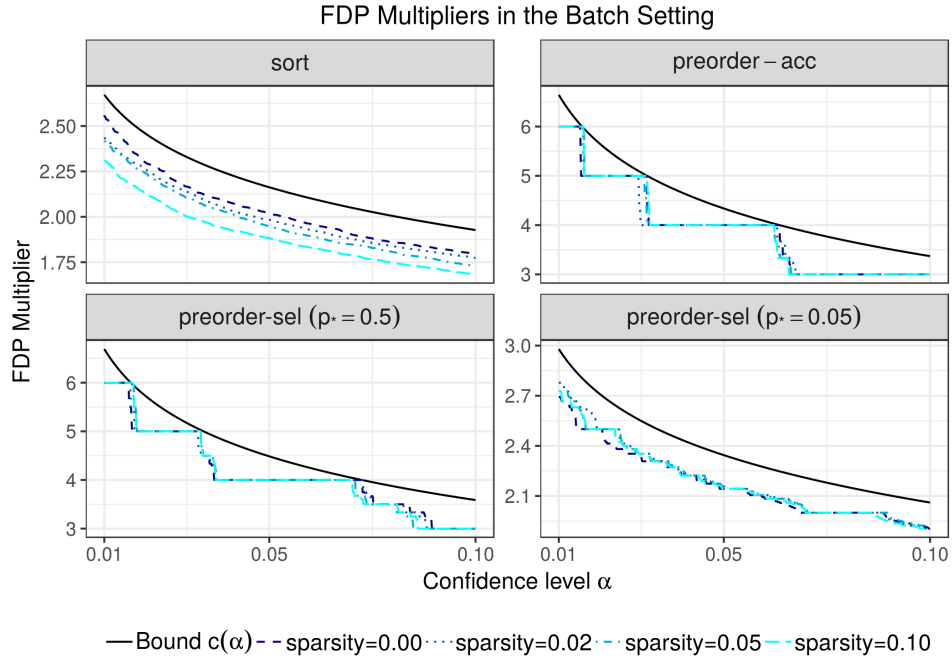 FDP Multipliers in the Batch Setting
sort
preorder − acc
2.50
2.25
2.00
1.75
6
5
4
3
FDP Multiplier
preorder-sel (p* = 0.5)
preorder-sel (p* = 0.05)
6
5
4
3
3.0
2.7
2.4
2.1
0.01 0.05 0.10
0.01 0.05 0.10
Confidence level α
Bound c(α) sparsity=0.00 sparsity=0.02 sparsity=0.05 sparsity=0.10